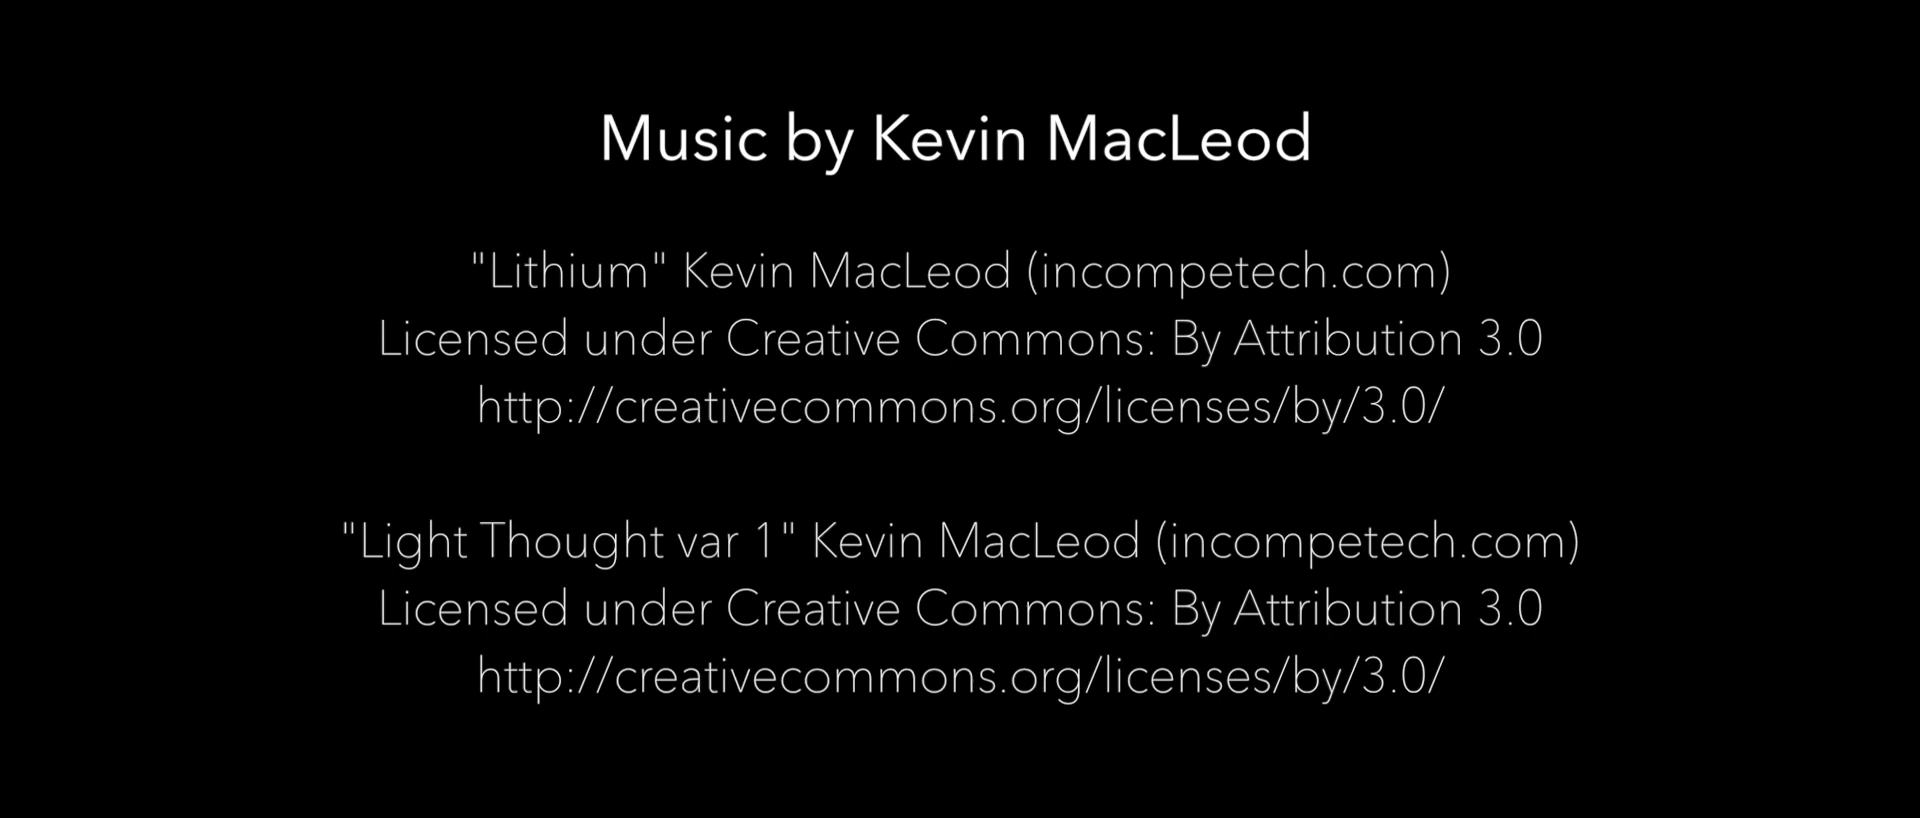 Music by Kevin MacLeod
"Lithium" Kevin MacLeod (incompetech.com)
Licensed under Creative Commons: By Attribution 3.0
http://creativecommons.org/licenses/by/3.0/
"Light Thought var 1" Kevin MacLeod (incompetech.com)
Licensed under Creative Commons: By Attribution 3.0
http://creativecommons.org/licenses/by/3.0/